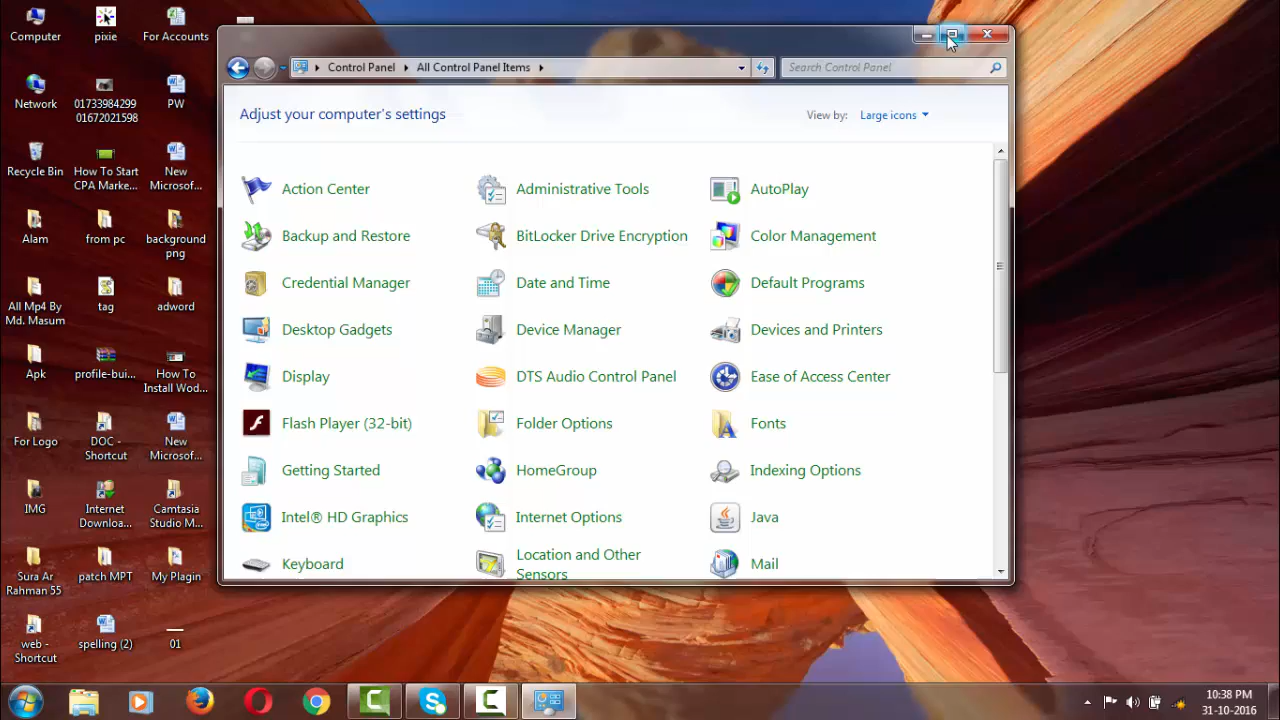 Computer
pixie
For Accounts
Network
01733984299
01672021598
PW
Recycle Bin
How To Start
CPA Marke...
New
Microsof...
Alam
from pc
background
png
All Mp4 By
Md. Masum
tag
adword
Apk
profile-bui...
How To
Install Wod...
For Logo
DOC -
Shortcut
New
Microsof...
IMG
Internet
Downloa...
Camtasia
Studio M...
Sura Ar
Rahman 55
patch MPT
My Plagin
web -
Shortcut
spelling (2)
01
Control Panel
All Control Panel Items
Search Control Panel
Adjust your computer's settings
View by:
Large icons
Action Center
Administrative Tools
AutoPlay
Backup and Restore
BitLocker Drive Encryption
Color Management
Credential Manager
Date and Time
Default Programs
Desktop Gadgets
Device Manager
Devices and Printers
Display
DTS Audio Control Panel
Ease of Access Center
Flash Player (32-bit)
Folder Options
Fonts
Getting Started
HomeGroup
Indexing Options
Intel® HD Graphics
Internet Options
Java
Keyboard
Location and Other
Sensors
Mail
10:38 PM
31-10-2016